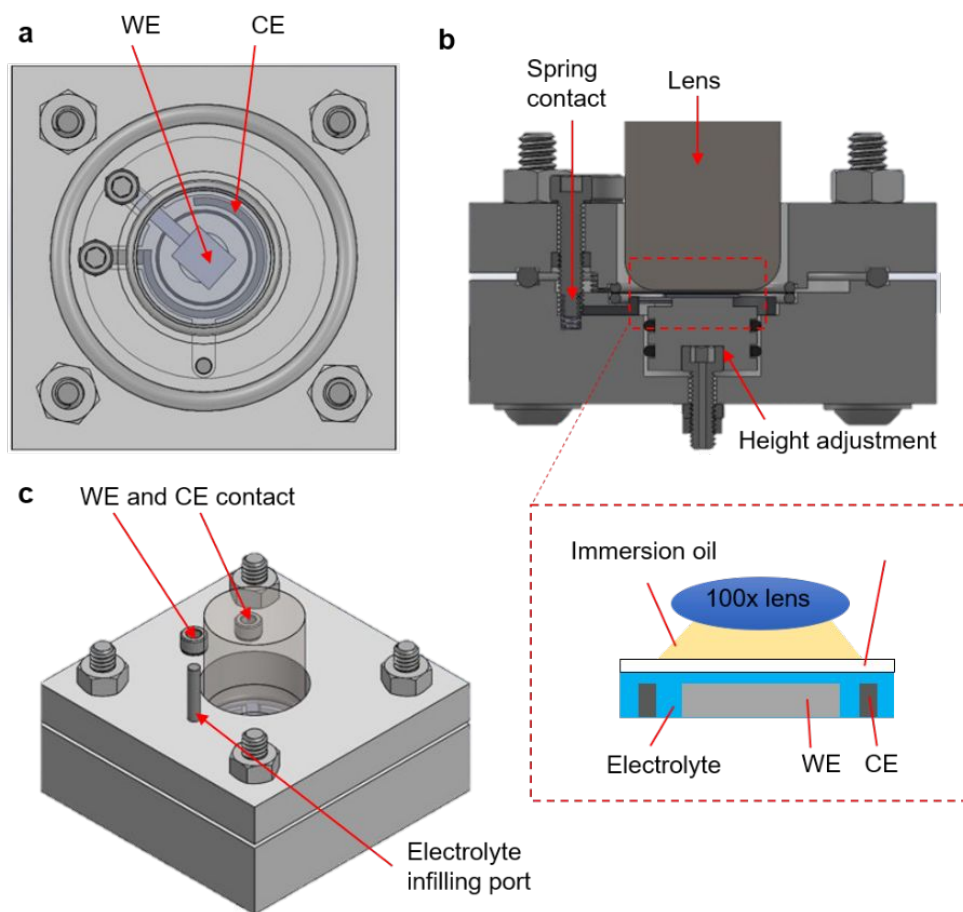 a
WE
CE
b
Spring
contact
Lens
Height adjustment
c
WE and CE contact
Electrolyte
infilling port
Immersion oil
100x lens
Electrolyte
WE
CE